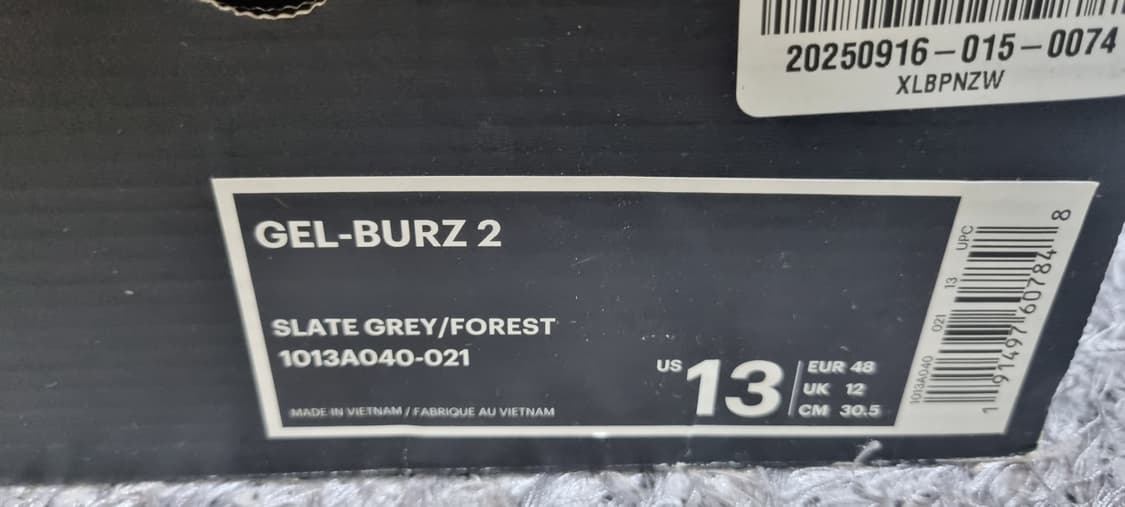 20250916-015-0074
XLBPNZW
GEL-BURZ 2
SLATE GREY/FOREST
1013A040-021
MADE IN VIETNAM / FABRIQUE AU VIETNAM
US 13
EUR 48
UK 12
CM 30.5
1013A040 021 13 UPC
1 91497 60784 8